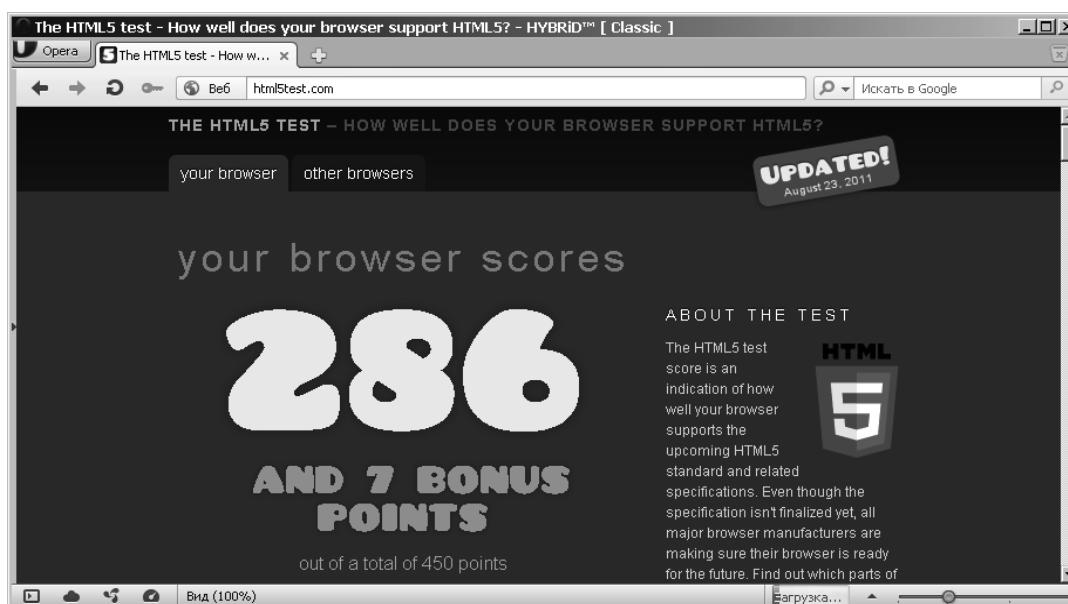 The HTML5 test - How well does your browser support HTML5? - HYBRiD™ [ Classic ]
Opera
The HTML5 test - How w...
Веб
html5test.com
Искать в Google
THE HTML5 TEST – HOW WELL DOES YOUR BROWSER SUPPORT HTML5?
your browser
other browsers
UPDATED!
August 23, 2011
your browser scores
286
AND 7 BONUS
POINTS
out of a total of 450 points
ABOUT THE TEST
The HTML5 test
score is an
indication of how
well your browser
supports the
upcoming HTML5
standard and related
specifications. Even though the
specification isn't finalized yet, all
major browser manufacturers are
making sure their browser is ready
for the future. Find out which parts of
HTML
5
Вид (100%)
Загрузка...